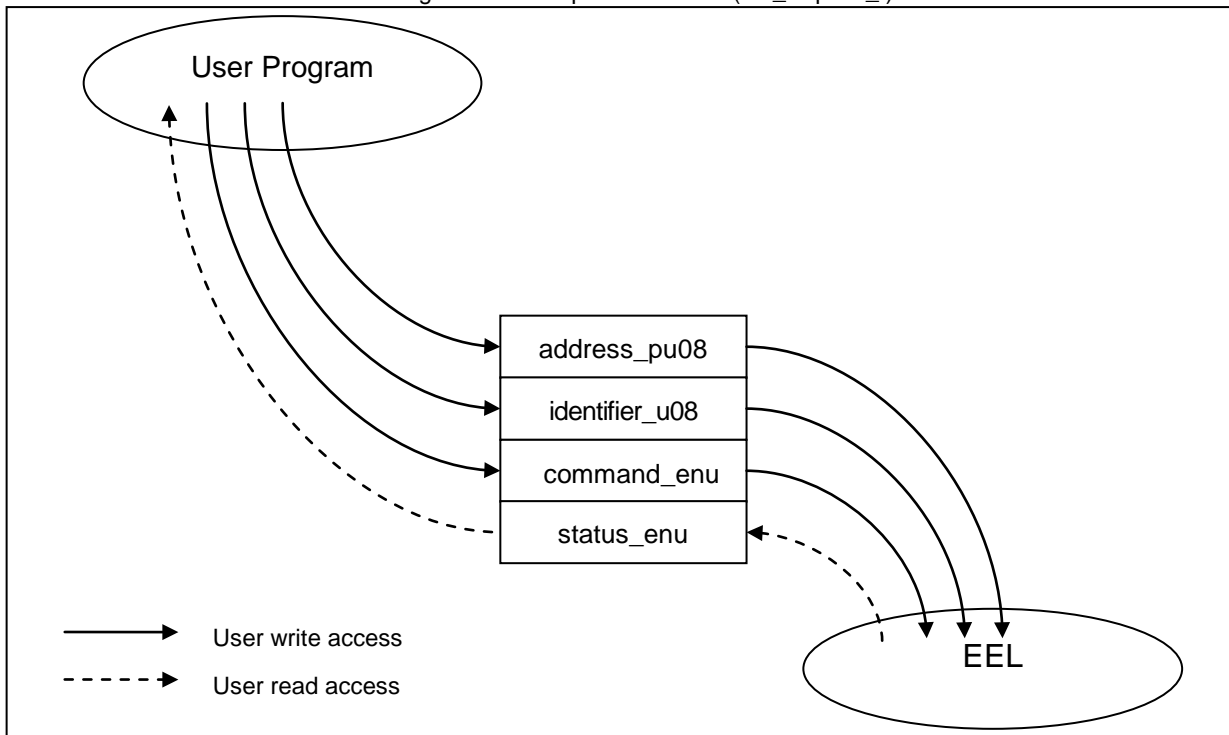 User Program
address_pu08
identifier_u08
command_enu
status_enu
User write access
User read access
EEL